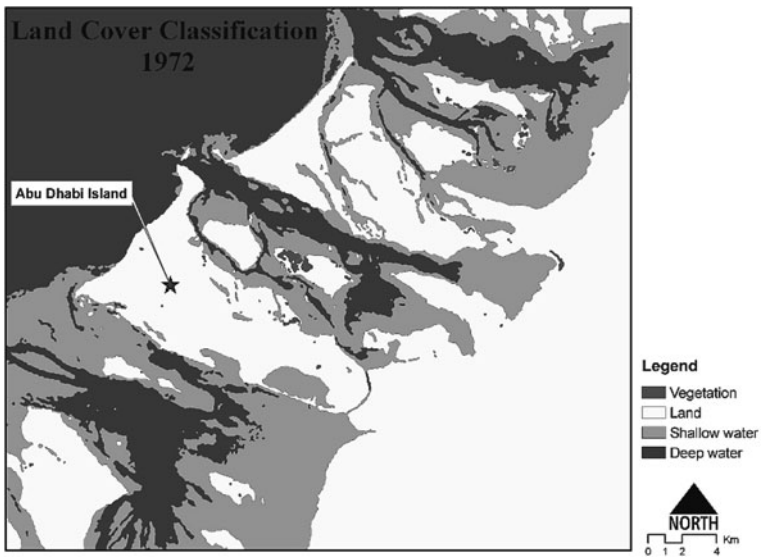 Land Cover Classification
1972
Abu Dhabi Island
Legend
Vegetation
Land
Shallow water
Deep water
NORTH
0 1 2 4 Km